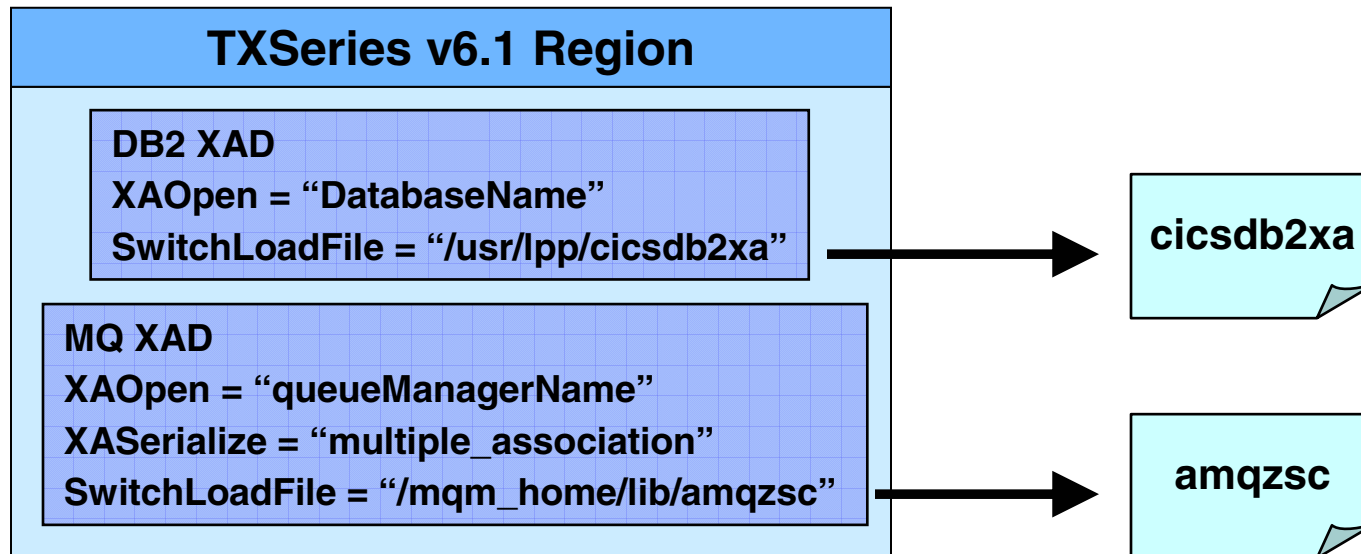 TXSeries v6.1 Region
DB2 XAD
XAOpen = “DatabaseName”
SwitchLoadFile = “/usr/lpp/cicsdb2xa”
cicsdb2xa
MQ XAD
XAOpen = “queueManagerName”
XASerialize = “multiple_association”
SwitchLoadFile = “/mqm_home/lib/amqzsc”
amqzsc